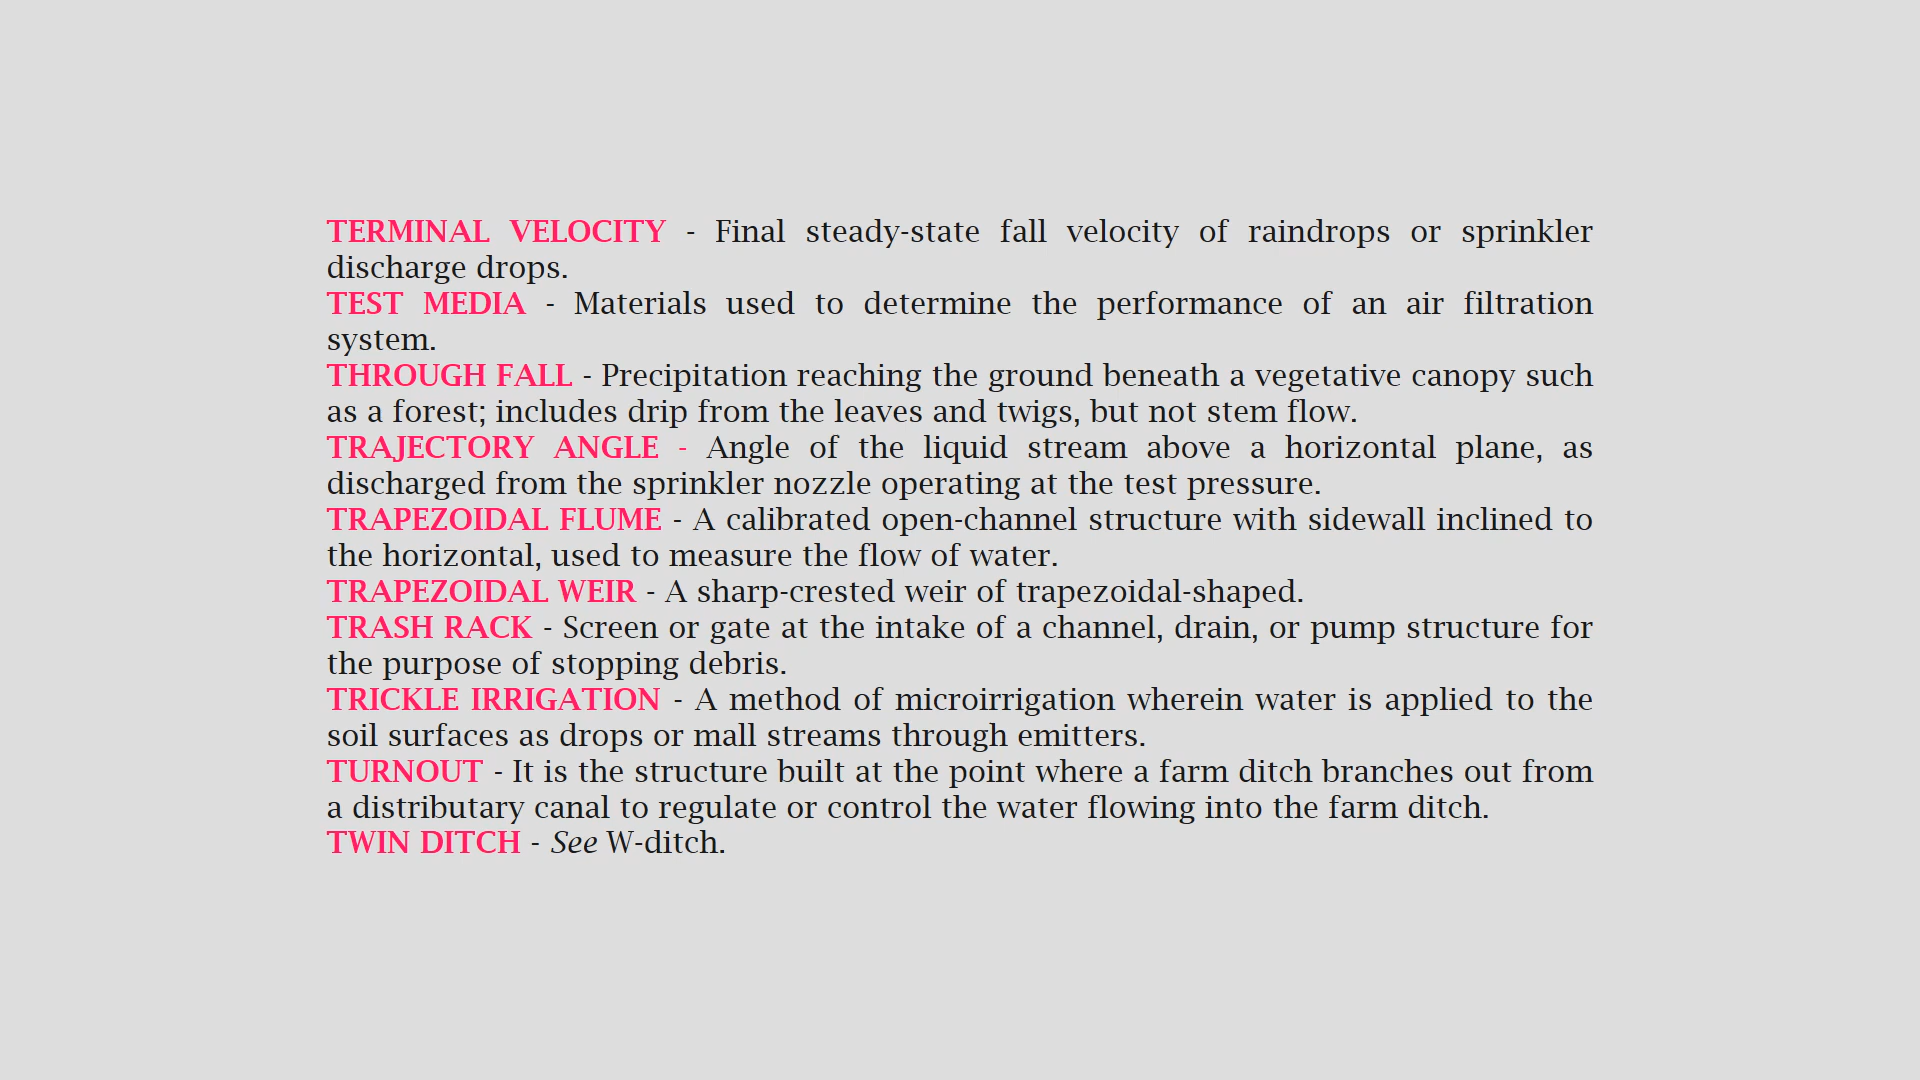 TERMINAL VELOCITY - Final steady-state fall velocity of raindrops or sprinkler
discharge drops.
TEST MEDIA - Materials used to determine the performance of an air filtration
system.
THROUGH FALL - Precipitation reaching the ground beneath a vegetative canopy such
as a forest; includes drip from the leaves and twigs, but not stem flow.
TRAJECTORY ANGLE - Angle of the liquid stream above a horizontal plane, as
discharged from the sprinkler nozzle operating at the test pressure.
TRAPEZOIDAL FLUME - A calibrated open-channel structure with sidewall inclined to
the horizontal, used to measure the flow of water.
TRAPEZOIDAL WEIR - A sharp-crested weir of trapezoidal-shaped.
TRASH RACK - Screen or gate at the intake of a channel, drain, or pump structure for
the purpose of stopping debris.
TRICKLE IRRIGATION - A method of microirrigation wherein water is applied to the
soil surfaces as drops or mall streams through emitters.
TURNOUT - It is the structure built at the point where a farm ditch branches out from
a distributary canal to regulate or control the water flowing into the farm ditch.
TWIN DITCH - See W-ditch.